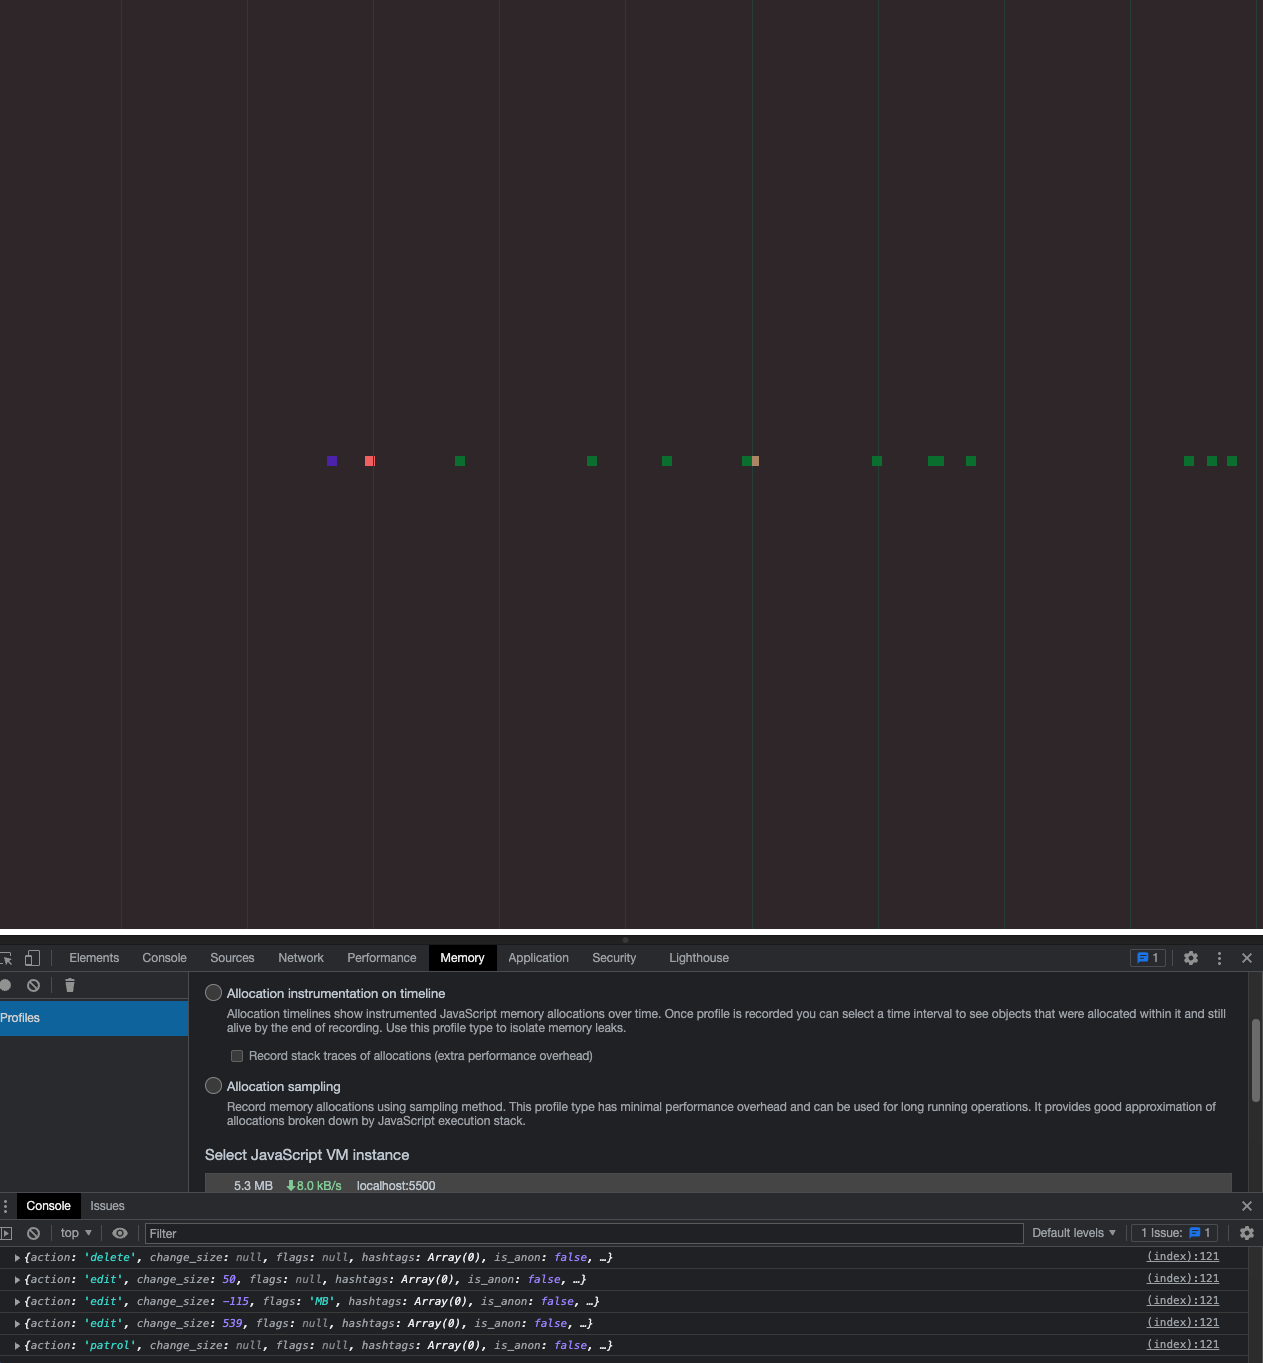 Elements Console Sources Network Performance Memory Application Security Lighthouse 1
Profiles
Allocation instrumentation on timeline
Allocation timelines show instrumented JavaScript memory allocations over time. Once profile is recorded you can select a time interval to see objects that were allocated within it and still
alive by the end of recording. Use this profile type to isolate memory leaks.
Record stack traces of allocations (extra performance overhead)
Allocation sampling
Record memory allocations using sampling method. This profile type has minimal performance overhead and can be used for long running operations. It provides good approximation of
allocations broken down by JavaScript execution stack.
Select JavaScript VM instance
5.3 MB 8.0 kB/s localhost:5500
Console Issues
top Filter Default levels 1 Issue: 1
{action: 'delete', change_size: null, flags: null, hashtags: Array(0), is_anon: false, …} (index):121
{action: 'edit', change_size: 50, flags: null, hashtags: Array(0), is_anon: false, …} (index):121
{action: 'edit', change_size: -115, flags: 'MB', hashtags: Array(0), is_anon: false, …} (index):121
{action: 'edit', change_size: 539, flags: null, hashtags: Array(0), is_anon: false, …} (index):121
{action: 'patrol', change_size: null, flags: null, hashtags: Array(0), is_anon: false, …} (index):121